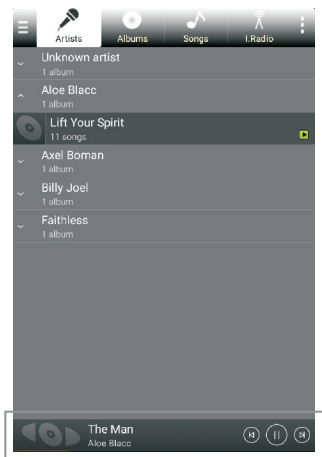 Artists
Albums
Songs
I.Radio
Unknown artist
1 album
Aloe Blacc
1 album
Lift Your Spirit
11 songs
Axel Boman
1 album
Billy Joel
1 album
Faithless
1 album
The Man
Aloe Blacc